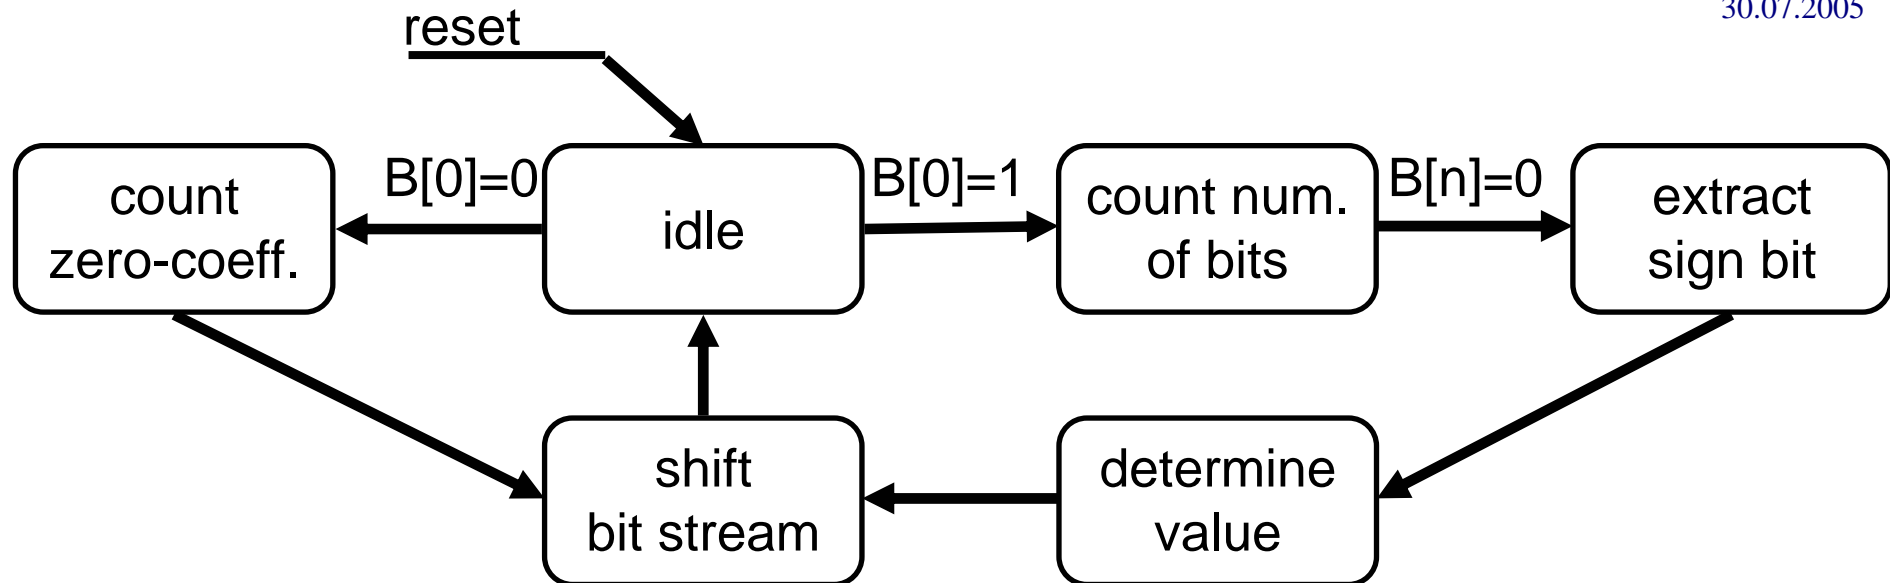 30.07.2005
reset
B[0]=0
B[0]=1
B[n]=0
count
zero-coeff.
idle
count num.
of bits
extract
sign bit
shift
bit stream
determine
value